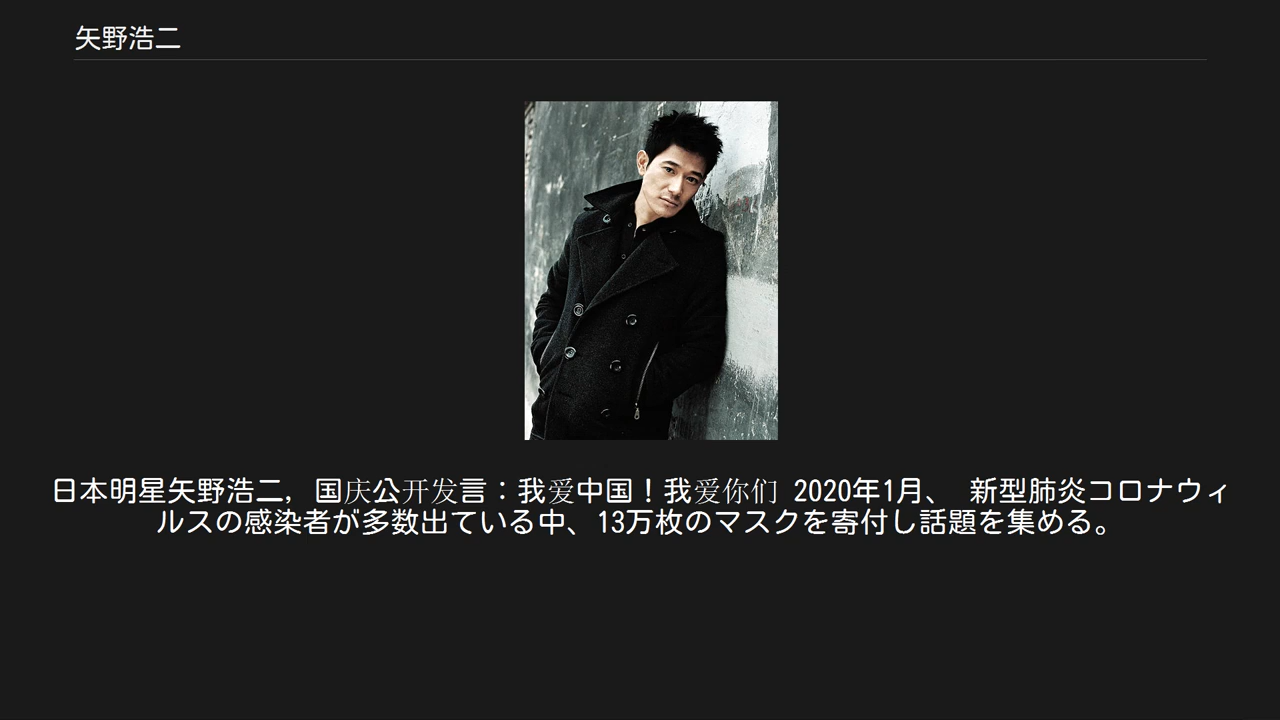 矢野浩二
日本明星矢野浩二，国庆公开发言：我爱中国！我爱你们 2020年1月、 新型肺炎コロナウィ
ルスの感染者が多数出ている中、13万枚のマスクを寄付し話題を集める。